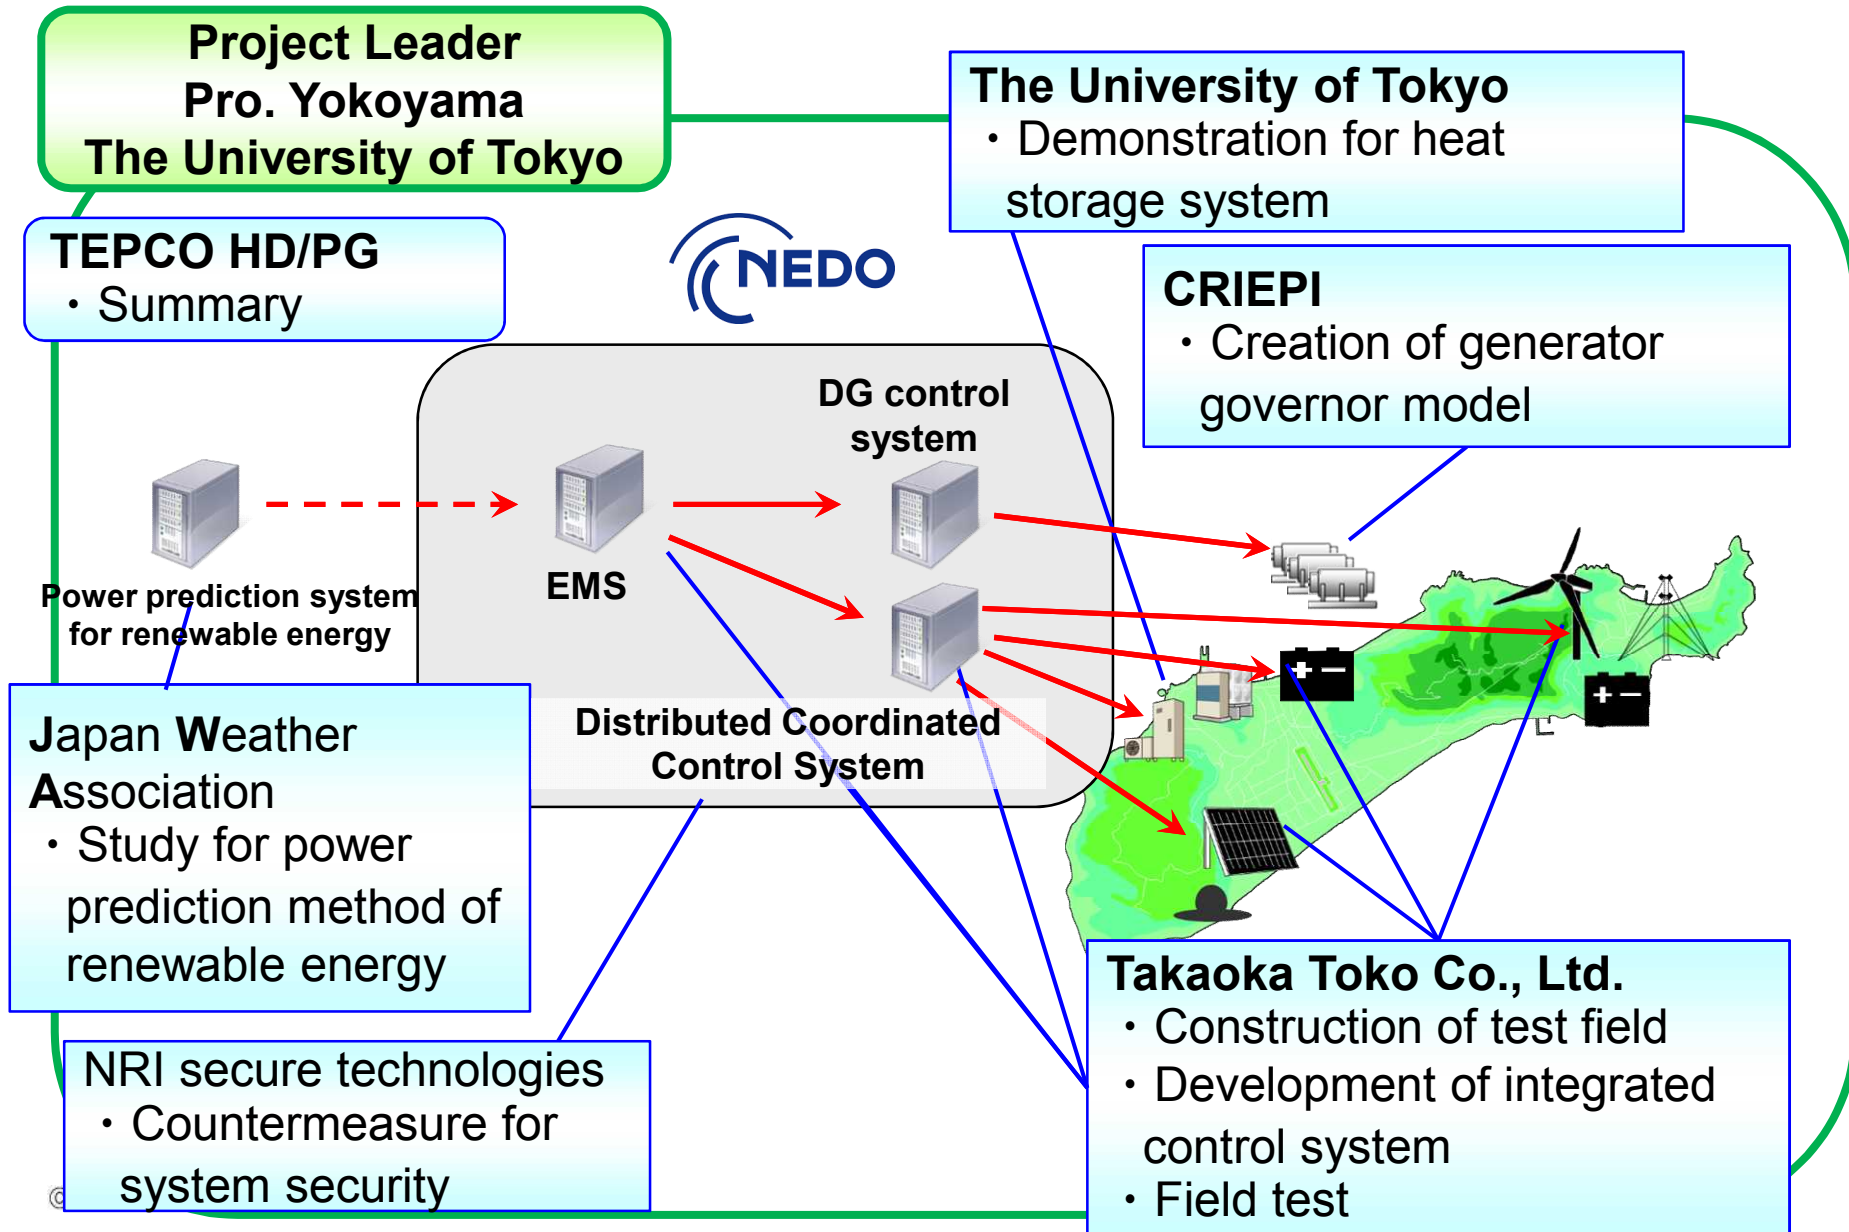 Project Leader
Pro. Yokoyama
The University of Tokyo
The University of Tokyo
・Demonstration for heat
storage system
TEPCO HD/PG
・Summary
NEDO
CRIEPI
・Creation of generator
governor model
DG control
system
EMS
Power prediction system
for renewable energy
Distributed Coordinated
Control System
Japan Weather
Association
・Study for power
prediction method of
renewable energy
Takaoka Toko Co., Ltd.
・Construction of test field
・Development of integrated
control system
・Field test
NRI secure technologies
・Countermeasure for
system security